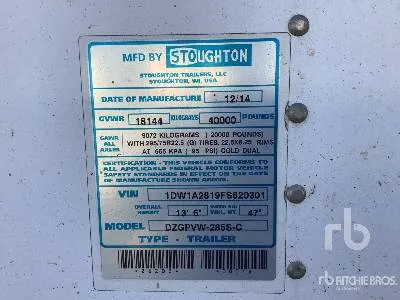 MFD BY STOUGHTON
STOUGHTON TRAILERS, LLC
STOUGHTON, WI, USA
DATE OF MANUFACTURE 12/14
GVWR 18144 KILOGRAMS 40000 POUNDS
GAWR ALL AXLES 9072 KILOGRAMS (20000 POUNDS)
WITH 295/75R22.5 (G) TIRES, 22.5X8.25 RIMS
AT 655 KPA ( 95 PSI) COLD DUAL
CERTIFICATION - THIS VEHICLE CONFORMS TO
ALL APPLICABLE FEDERAL MOTOR VEHICLE
SAFETY STANDARDS IN EFFECT ON THE DATE OF
MANUFACTURE SHOWN ABOVE.
VIN 1DW1A2819FS620301
OVERALL HEIGHT 13' 6" 47"
MODEL DZGPVW-285S-C
TYPE - TRAILER
rb
rb RITCHIE BROS.